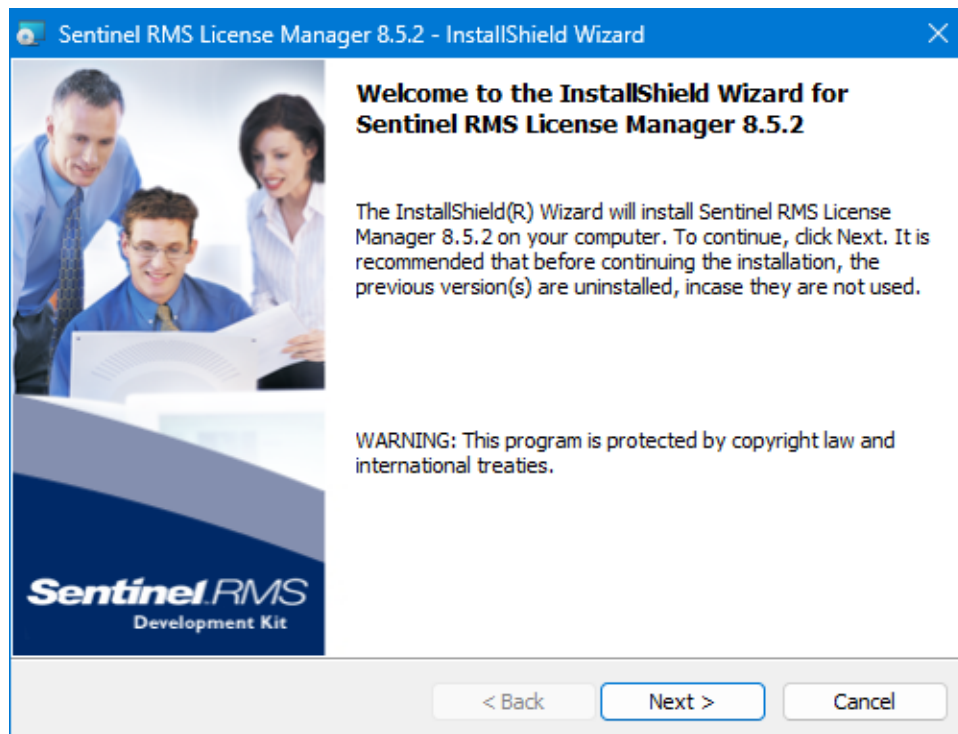 Sentinel RMS License Manager 8.5.2 - InstallShield Wizard
Welcome to the InstallShield Wizard for
Sentinel RMS License Manager 8.5.2
The InstallShield(R) Wizard will install Sentinel RMS License
Manager 8.5.2 on your computer. To continue, click Next. It is
recommended that before continuing the installation, the
previous version(s) are uninstalled, incase they are not used.
WARNING: This program is protected by copyright law and
international treaties.
Sentinel.RMS
Development Kit
< Back
Next >
Cancel